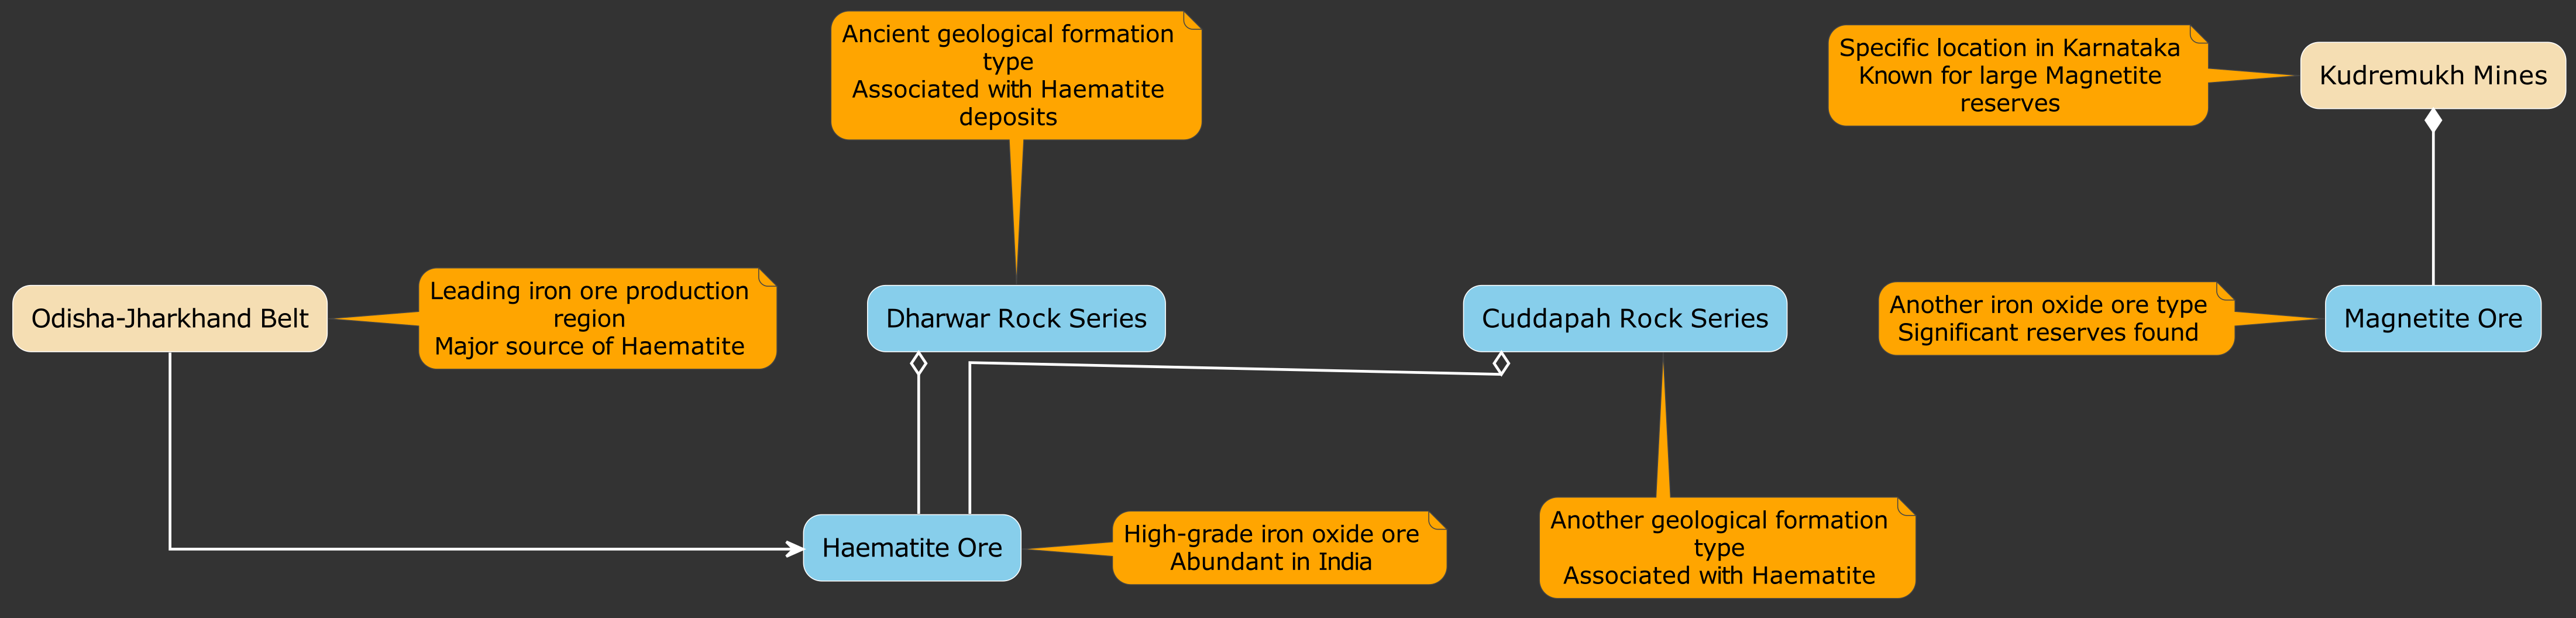 Ancient geological formation
type
Associated with Haematite
deposits
Specific location in Karnataka
Known for large Magnetite
reserves
Kudremukh Mines
Odisha-Jharkhand Belt
Leading iron ore production
region
Major source of Haematite
Dharwar Rock Series
Cuddapah Rock Series
Another iron oxide ore type
Significant reserves found
Magnetite Ore
Haematite Ore
High-grade iron oxide ore
Abundant in India
Another geological formation
type
Associated with Haematite